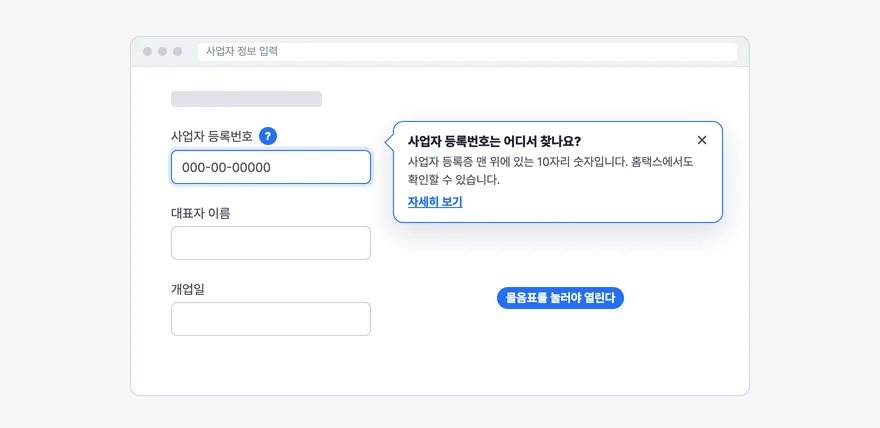 사업자 정보 입력
사업자 등록번호 ?
000-00-00000
대표자 이름
개업일
사업자 등록번호는 어디서 찾나요?
사업자 등록증 맨 위에 있는 10자리 숫자입니다. 홈택스에서도
확인할 수 있습니다.
자세히 보기
물음표를 눌러야 열린다